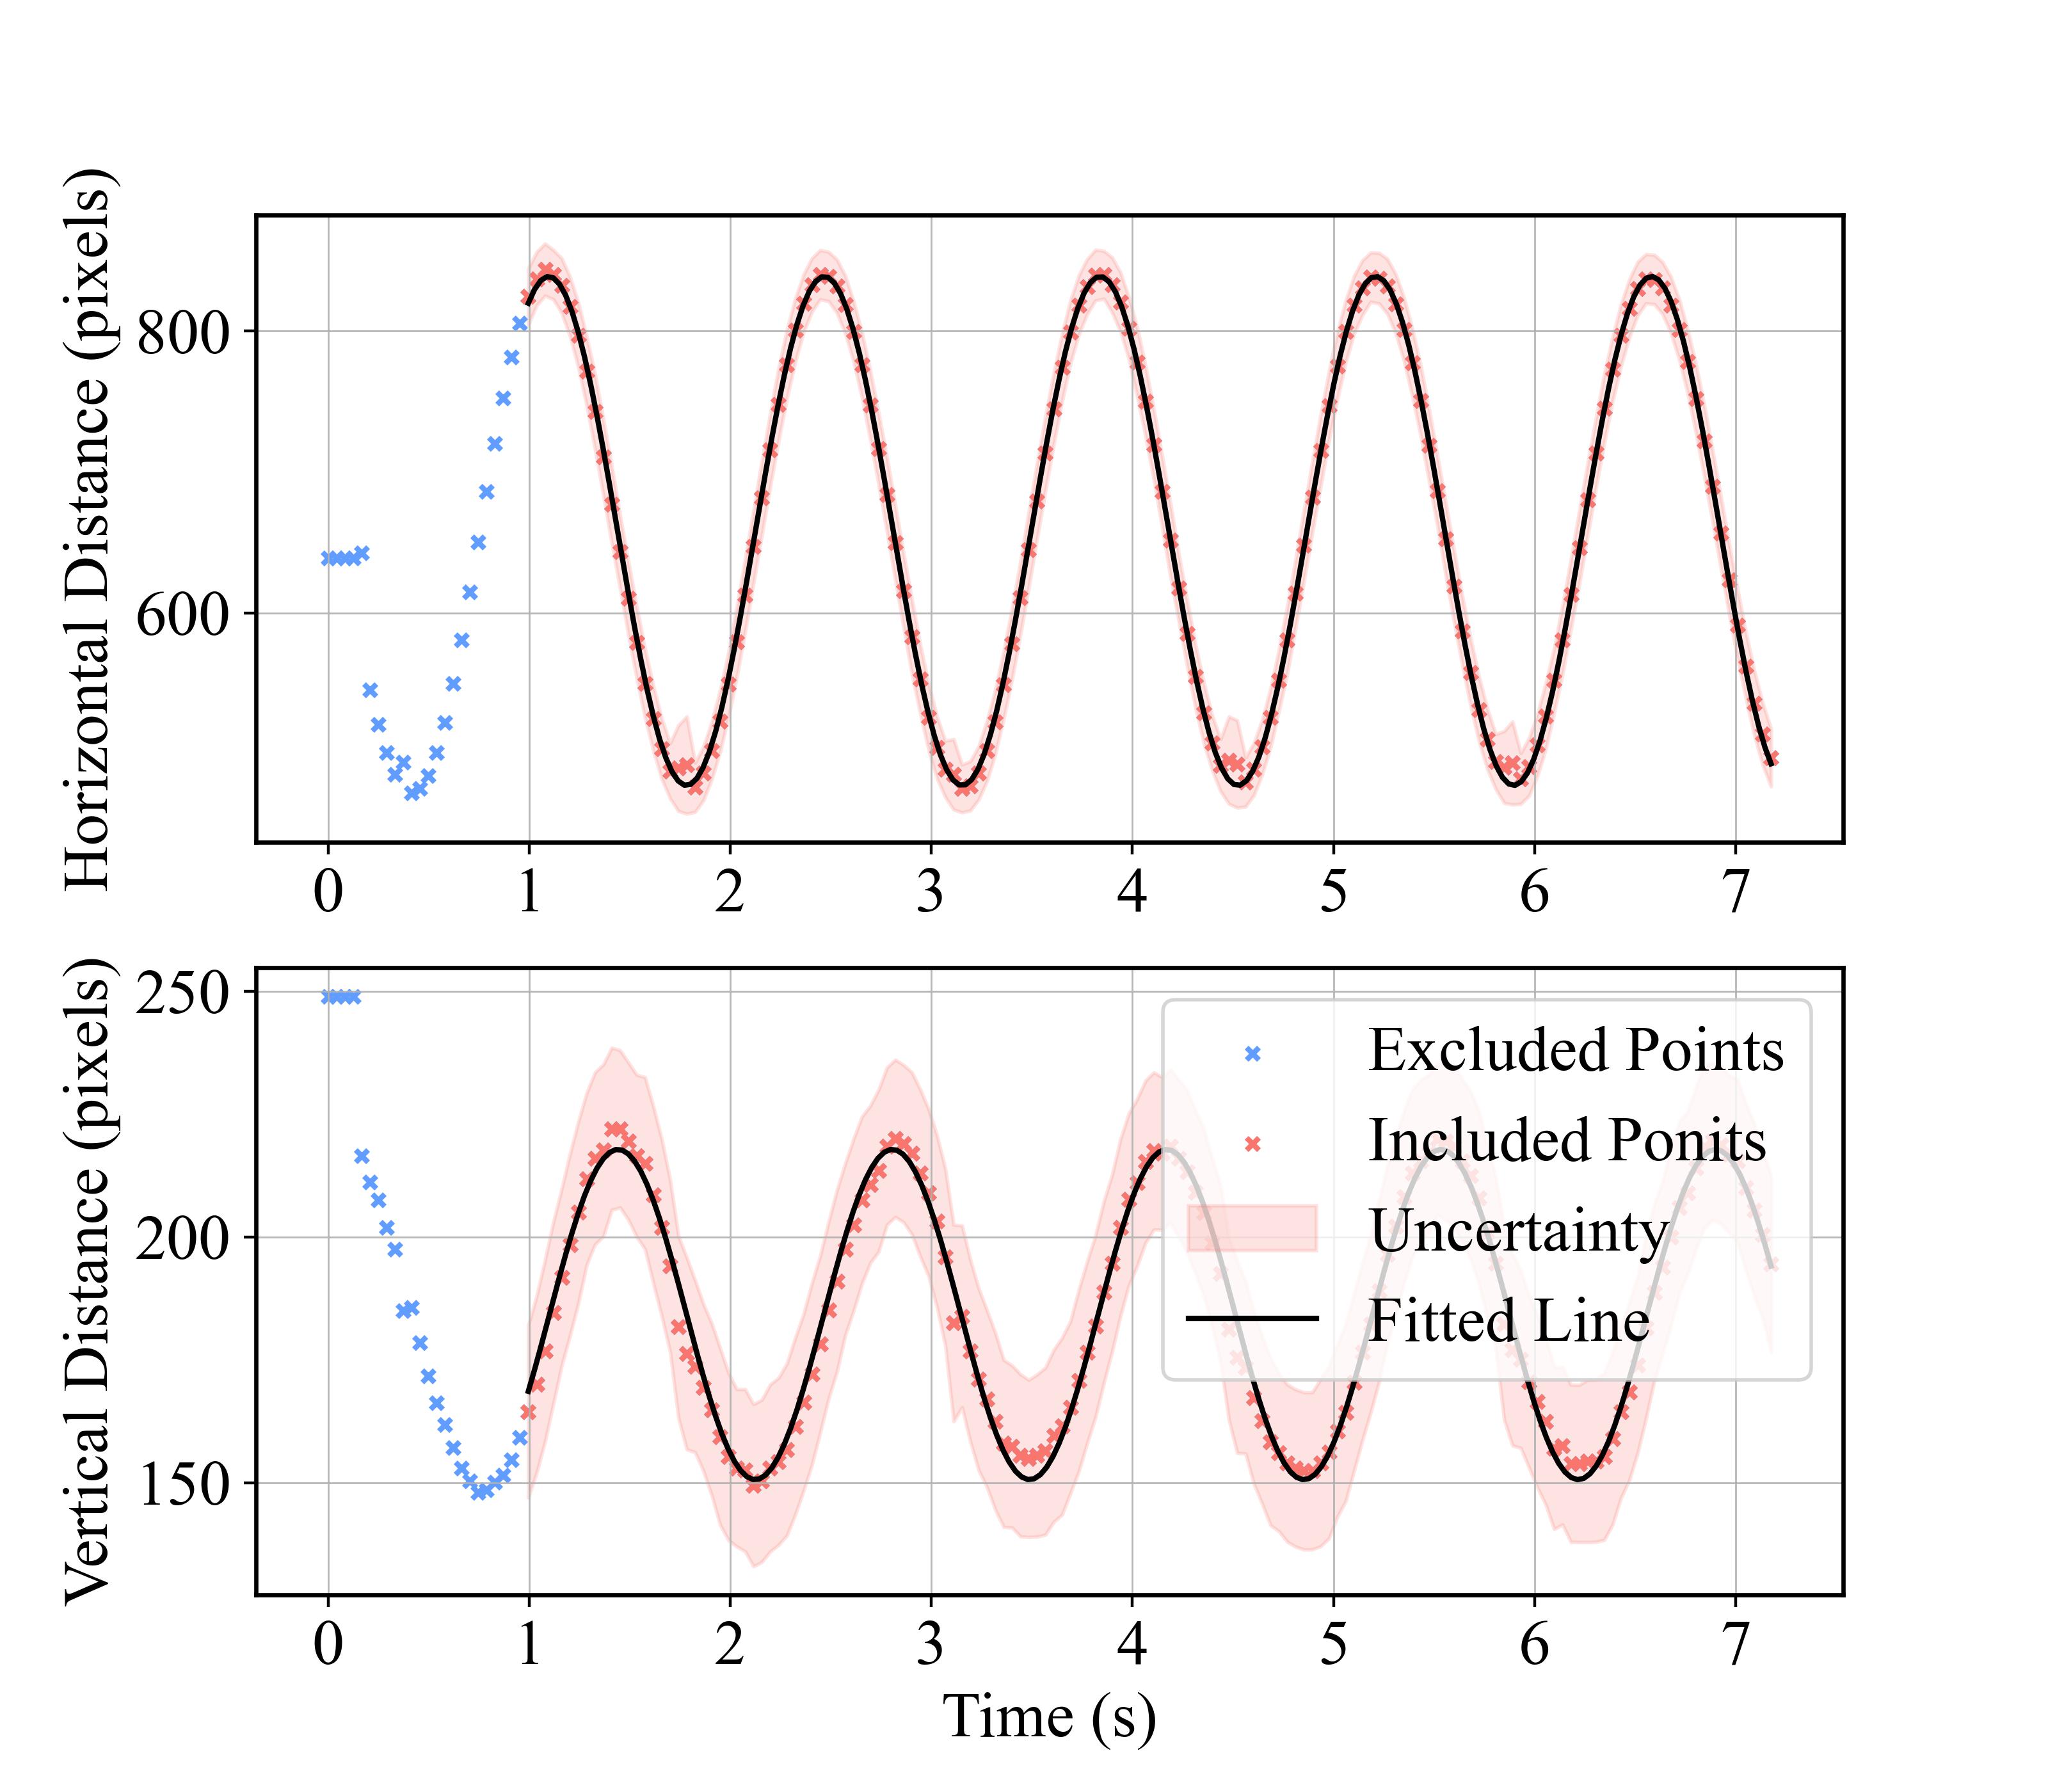 Horizontal Distance (pixels)
800
600
0 1 2 3 4 5 6 7
Vertical Distance (pixels)
250
200
150
Excluded Points
Included Ponits
Uncertainty
Fitted Line
0 1 2 3 4 5 6 7
Time (s)